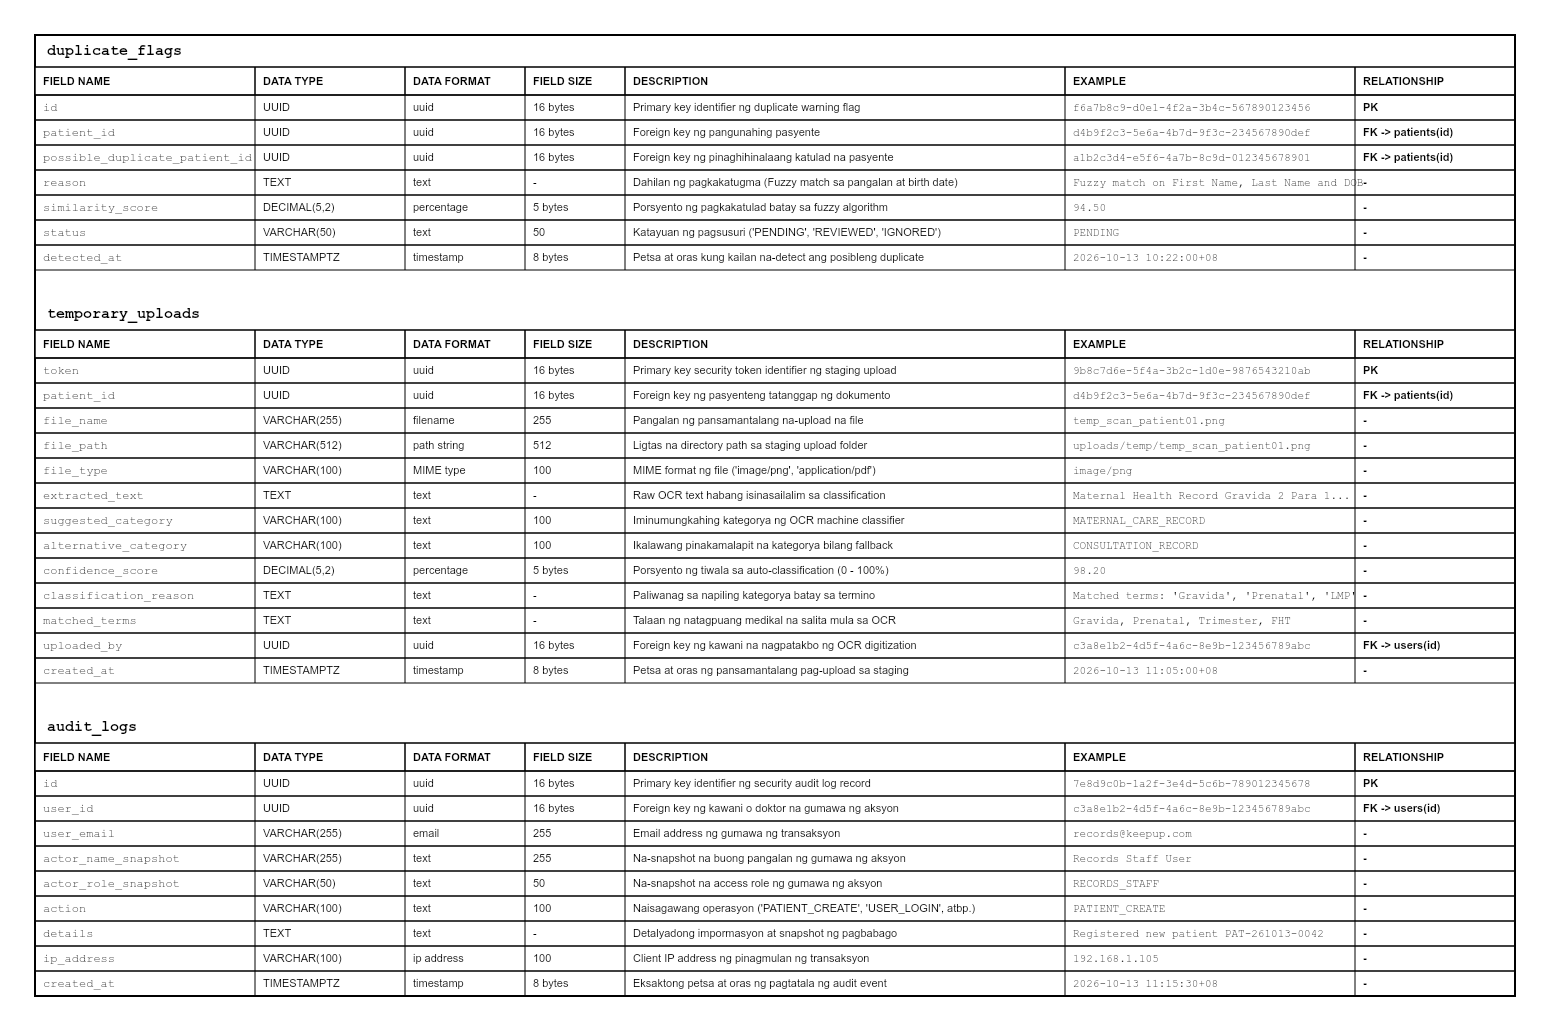 duplicate_flags
FIELD NAME DATA TYPE DATA FORMAT FIELD SIZE DESCRIPTION EXAMPLE RELATIONSHIP
id UUID uuid 16 bytes Primary key identifier ng duplicate warning flag f6a7b8c9-d0e1-4f2a-3b4c-567890123456 PK
patient_id UUID uuid 16 bytes Foreign key ng pangunahing pasyente d4b9f2c3-5e6a-4b7d-9f3c-234567890def FK -> patients(id)
possible_duplicate_patient_id UUID uuid 16 bytes Foreign key ng pinaghihinalaang katulad na pasyente a1b2c3d4-e5f6-4a7b-8c9d-012345678901 FK -> patients(id)
reason TEXT text - Dahilan ng pagkakatugma (Fuzzy match sa pangalan at birth date) Fuzzy match on First Name, Last Name and DOB -
similarity_score DECIMAL(5,2) percentage 5 bytes Porsyento ng pagkakatulad batay sa fuzzy algorithm 94.50 -
status VARCHAR(50) text 50 Katayuan ng pagsusuri ('PENDING', 'REVIEWED', 'IGNORED') PENDING -
detected_at TIMESTAMPTZ timestamp 8 bytes Petsa at oras kung kailan na-detect ang posibleng duplicate 2026-10-13 10:22:00+08 -
temporary_uploads
FIELD NAME DATA TYPE DATA FORMAT FIELD SIZE DESCRIPTION EXAMPLE RELATIONSHIP
token UUID uuid 16 bytes Primary key security token identifier ng staging upload 9b8c7d6e-5f4a-3b2c-1d0e-9876543210ab PK
patient_id UUID uuid 16 bytes Foreign key ng pasyenteng tatanggap ng dokumento d4b9f2c3-5e6a-4b7d-9f3c-234567890def FK -> patients(id)
file_name VARCHAR(255) filename 255 Pangalan ng pansamantalang na-upload na file temp_scan_patient01.png -
file_path VARCHAR(512) path string 512 Ligtas na directory path sa staging upload folder uploads/temp/temp_scan_patient01.png -
file_type VARCHAR(100) MIME type 100 MIME format ng file ('image/png', 'application/pdf') image/png -
extracted_text TEXT text - Raw OCR text habang isinasailalim sa classification Maternal Health Record Gravida 2 Para 1... -
suggested_category VARCHAR(100) text 100 Iminumungkahing kategorya ng OCR machine classifier MATERNAL_CARE_RECORD -
alternative_category VARCHAR(100) text 100 Ikalawang pinakamalapit na kategorya bilang fallback CONSULTATION_RECORD -
confidence_score DECIMAL(5,2) percentage 5 bytes Porsyento ng tiwala sa auto-classification (0 - 100%) 98.20 -
classification_reason TEXT text - Paliwanag sa napiling kategorya batay sa termino Matched terms: 'Gravida', 'Prenatal', 'LMP' -
matched_terms TEXT text - Talaan ng natagpuang medikal na salita mula sa OCR Gravida, Prenatal, Trimester, FHT -
uploaded_by UUID uuid 16 bytes Foreign key ng kawani na nagpatakbo ng OCR digitization c3a8e1b2-4d5f-4a6c-8e9b-123456789abc FK -> users(id)
created_at TIMESTAMPTZ timestamp 8 bytes Petsa at oras ng pansamantalang pag-upload sa staging 2026-10-13 11:05:00+08 -
audit_logs
FIELD NAME DATA TYPE DATA FORMAT FIELD SIZE DESCRIPTION EXAMPLE RELATIONSHIP
id UUID uuid 16 bytes Primary key identifier ng security audit log record 7e8d9c0b-1a2f-3e4d-5c6b-789012345678 PK
user_id UUID uuid 16 bytes Foreign key ng kawani o doktor na gumawa ng aksyon c3a8e1b2-4d5f-4a6c-8e9b-123456789abc FK -> users(id)
user_email VARCHAR(255) email 255 Email address ng gumawa ng transaksyon records@keepup.com -
actor_name_snapshot VARCHAR(255) text 255 Na-snapshot na buong pangalan ng gumawa ng aksyon Records Staff User -
actor_role_snapshot VARCHAR(50) text 50 Na-snapshot na access role ng gumawa ng aksyon RECORDS_STAFF -
action VARCHAR(100) text 100 Naisagawang operasyon ('PATIENT_CREATE', 'USER_LOGIN', atbp.) PATIENT_CREATE -
details TEXT text - Detalyadong impormasyon at snapshot ng pagbabago Registered new patient PAT-261013-0042 -
ip_address VARCHAR(100) ip address 100 Client IP address ng pinagmulan ng transaksyon 192.168.1.105 -
created_at TIMESTAMPTZ timestamp 8 bytes Eksaktong petsa at oras ng pagtatala ng audit event 2026-10-13 11:15:30+08 -